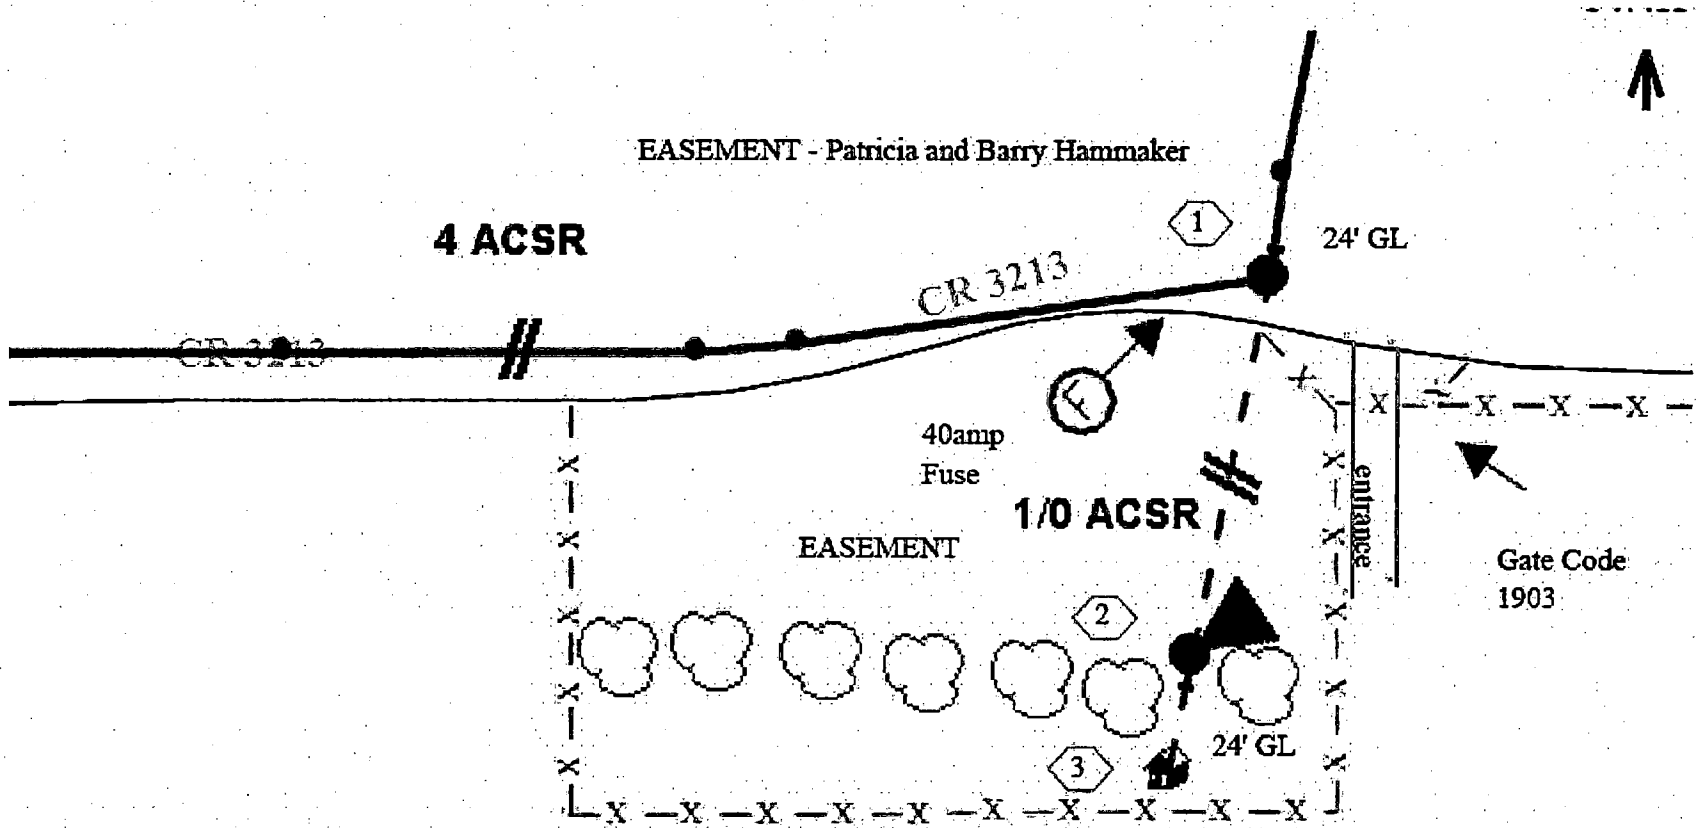 EASEMENT - Patricia and Barry Hammaker
1
24' GL
4 ACSR
CR 3213
CR 3213
F
X X X X
40amp
Fuse
1/0 ACSR
entrance
EASEMENT
Gate Code
1903
2
24' GL
3
X X X X X X X X X X